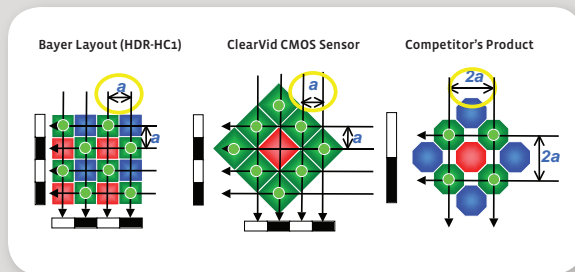 Bayer Layout (HDR-HC1)
ClearVid CMOS Sensor
Competitor's Product
a
a
2a
a
a
2a